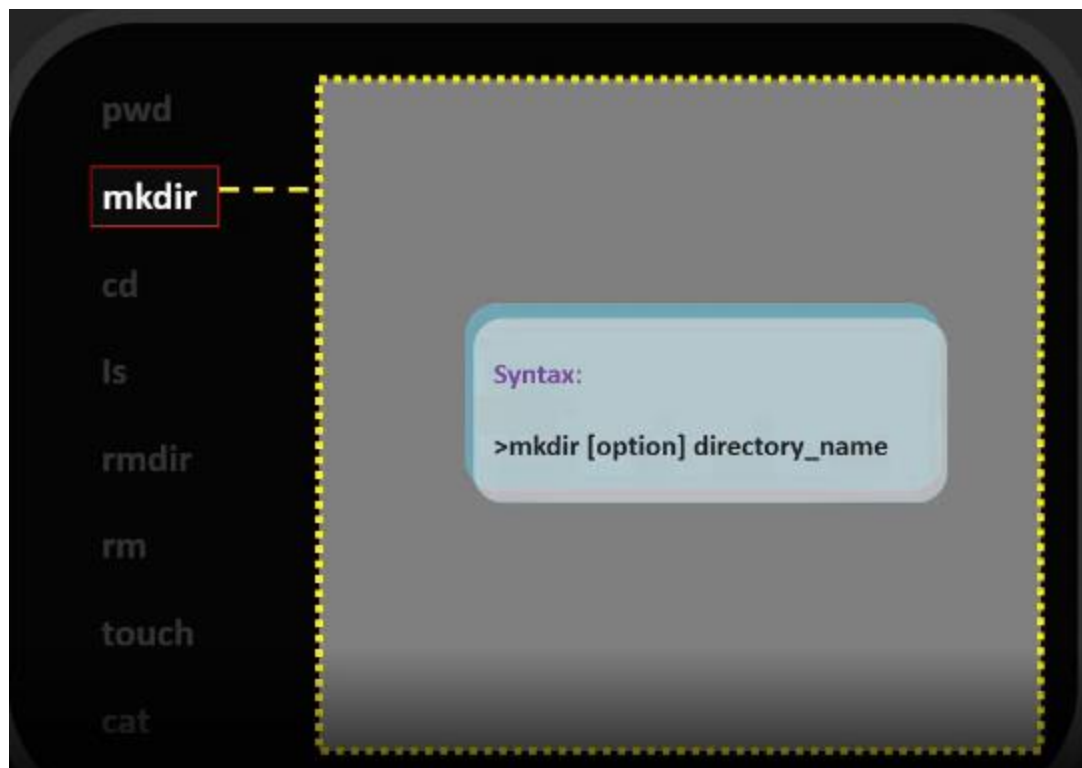 pwd
mkdir
cd
ls
rmdir
rm
touch
cat
Syntax:
>mkdir [option] directory_name